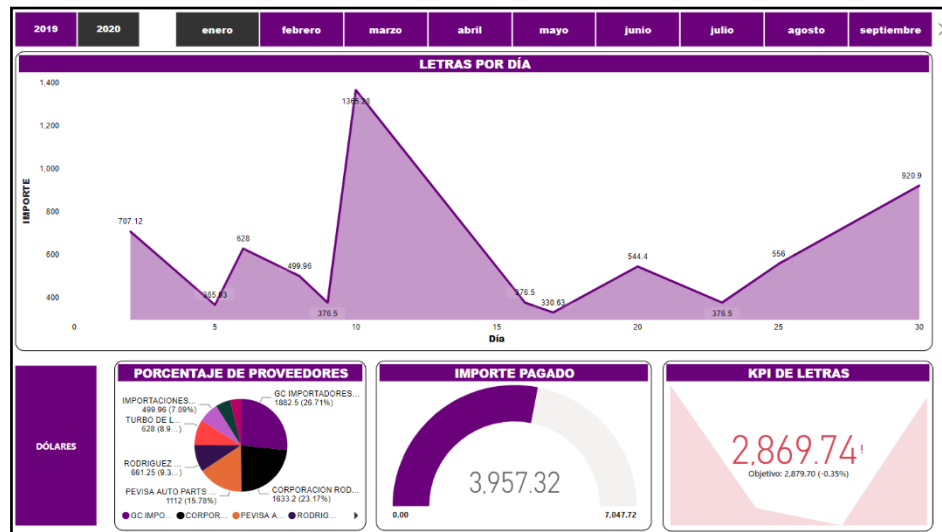 2019 2020 enero febrero marzo abril mayo junio julio agosto septiembre
LETRAS POR DÍA
IMPORTE
1,400
1,200
1,000
800
600
400
707.12
365.93
628
499.96
376.5
1365.28
376.5
330.63
544.4
376.5
556
920.9
0 5 10 15 20 25 30
Día
DÓLARES
PORCENTAJE DE PROVEEDORES
GC IMPORTADORES...
1882.5 (26.71%)
IMPORTACIONES...
499.96 (7.09%)
TURBO DE L...
628 (8.9...)
RODRIGUEZ ...
661.25 (9.3...)
PEVISA AUTO PARTS ...
1112 (15.78%)
CORPORACION ROD...
1633.2 (23.17%)
GC IMPO... CORPOR... PEVISA A... RODRIG...
IMPORTE PAGADO
3,957.32
0.00 7,047.72
KPI DE LETRAS
2,869.74!
Objetivo: 2,879.70 (-0.35%)